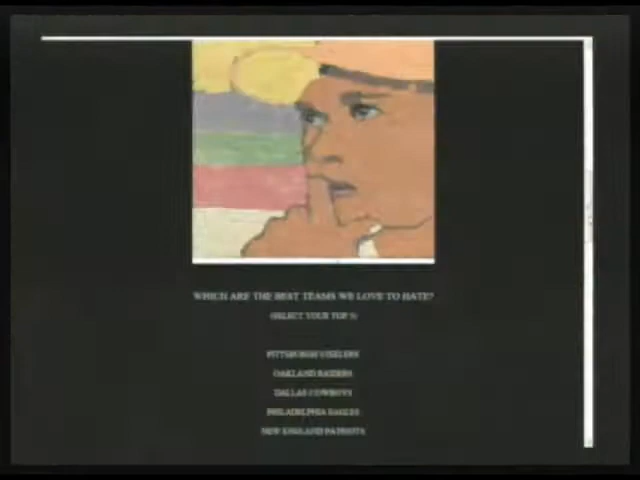 WHICH ARE THE BEST TEAMS WE LOVE TO HATE?
(SELECT YOUR TOP 5)
PITTSBURGH STEELERS
OAKLAND RAIDERS
DALLAS COWBOYS
PHILADELPHIA EAGLES
NEW ENGLAND PATRIOTS